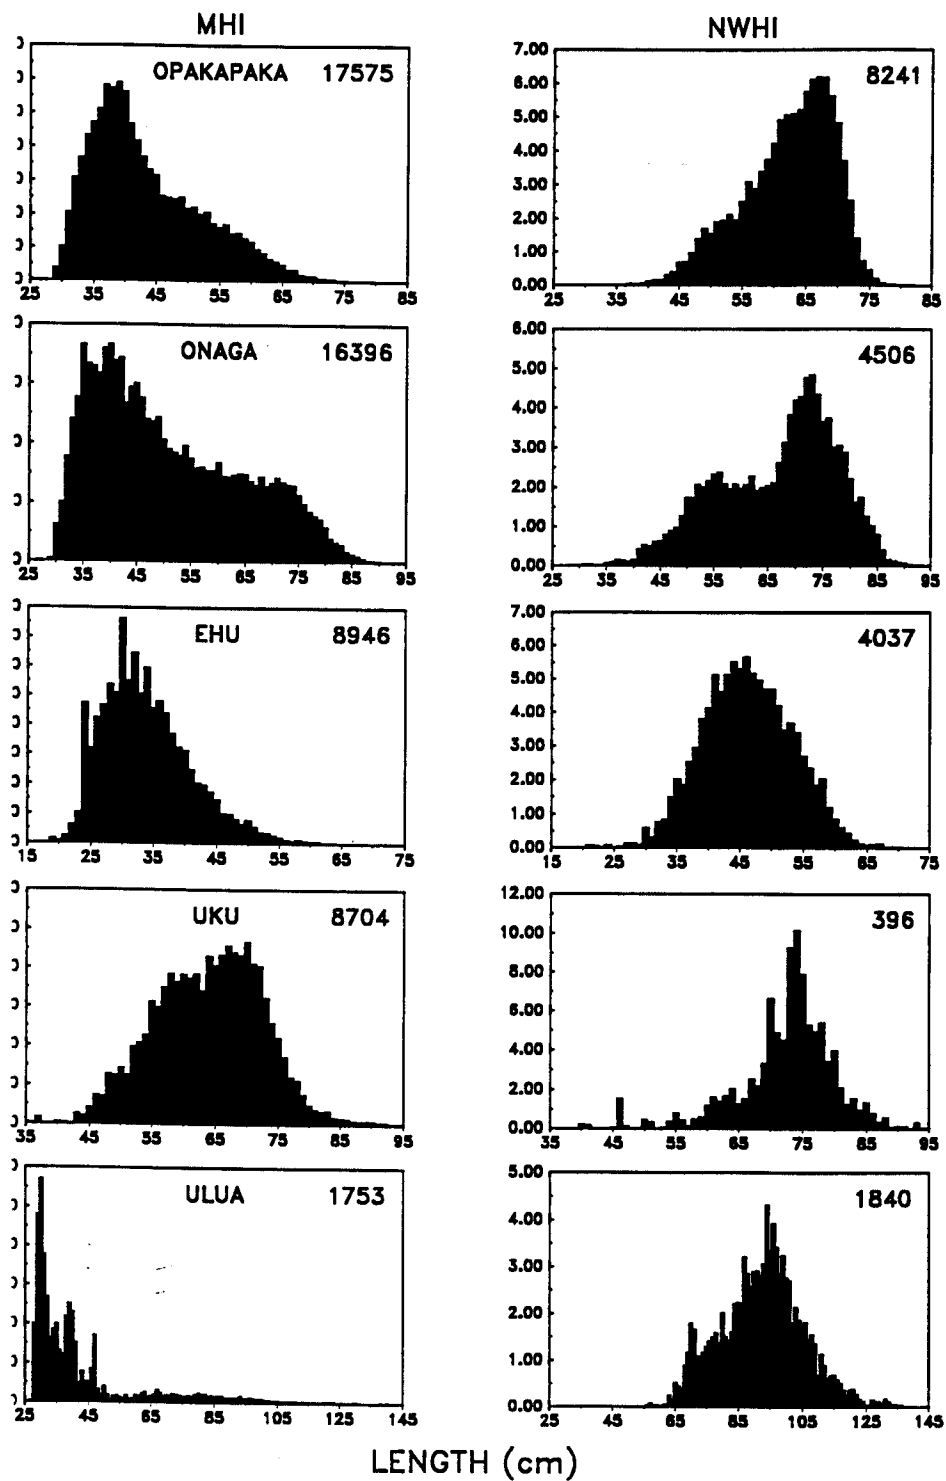 MHI NWHI
OPAKAPAKA 17575
25 35 45 55 65 75 85
7.00 8241
6.00
5.00
4.00
3.00
2.00
1.00
0.00
25 35 45 55 65 75 85
ONAGA 16396
25 35 45 55 65 75 85 95
6.00 4506
5.00
4.00
3.00
2.00
1.00
0.00
25 35 45 55 65 75 85 95
EHU 8946
15 25 35 45 55 65 75
7.00 4037
6.00
5.00
4.00
3.00
2.00
1.00
0.00
15 25 35 45 55 65 75
UKU 8704
35 45 55 65 75 85 95
12.00 396
10.00
8.00
6.00
4.00
2.00
0.00
35 45 55 65 75 85 95
ULUA 1753
25 45 65 85 105 125 145
5.00 1840
4.00
3.00
2.00
1.00
0.00
25 45 65 85 105 125 145
LENGTH (cm)